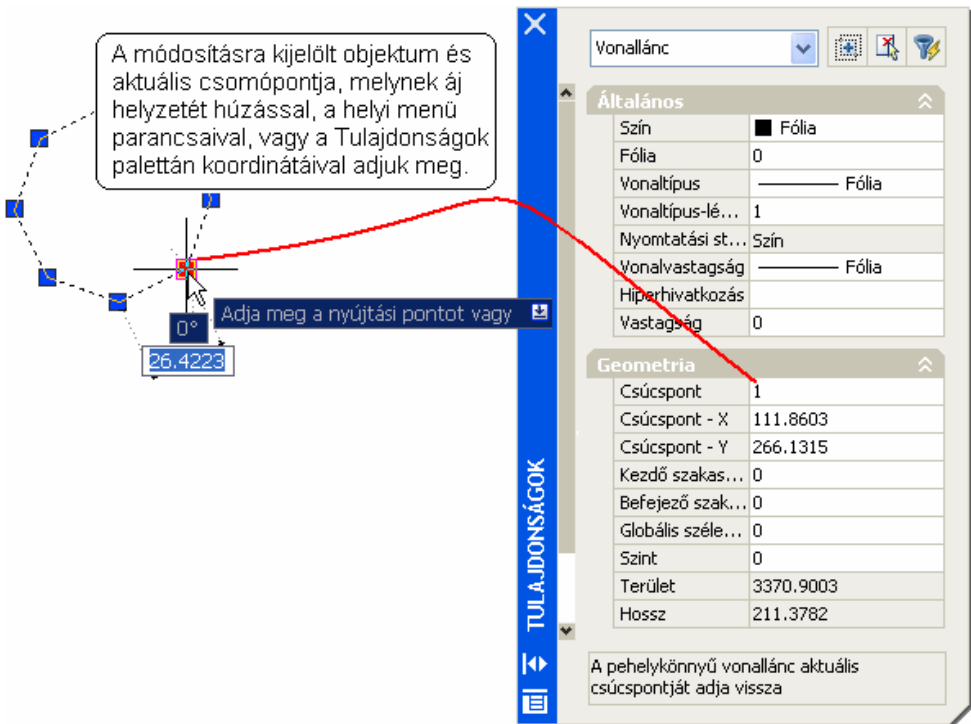 A módosításra kijelölt objektum és
aktuális csomópontja, melynek áj
helyzetét húzással, a helyi menü
parancsaival, vagy a Tulajdonságok
palettán koordinátáival adjuk meg.
Adja meg a nyújtási pontot vagy
0°
26.4223
TULAJDONSÁGOK
Vonallánc
Általános
Szín Fólia
Fólia 0
Vonaltípus Fólia
Vonaltípus-lé... 1
Nyomtatási st... Szín
Vonalvastagság Fólia
Hiperhivatkozás
Vastagság 0
Geometria
Csúcspont 1
Csúcspont - X 111.8603
Csúcspont - Y 266.1315
Kezdő szakas... 0
Befejező szak... 0
Globális széle... 0
Szint 0
Terület 3370.9003
Hossz 211.3782
A pehelykönnyű vonallánc aktuális
csúcspontját adja vissza